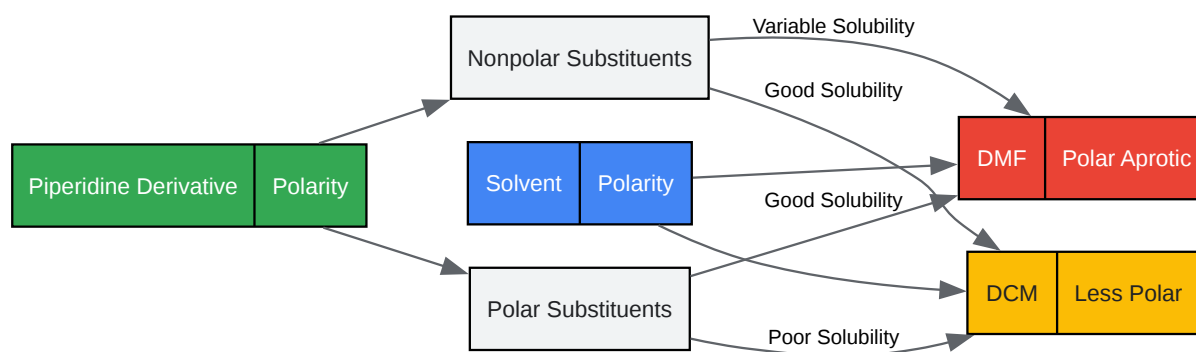 Variable Solubility
Nonpolar Substituents
Good Solubility
DMF
Polar Aprotic
Piperidine Derivative
Polarity
Solvent
Polarity
Good Solubility
DCM
Less Polar
Polar Substituents
Poor Solubility